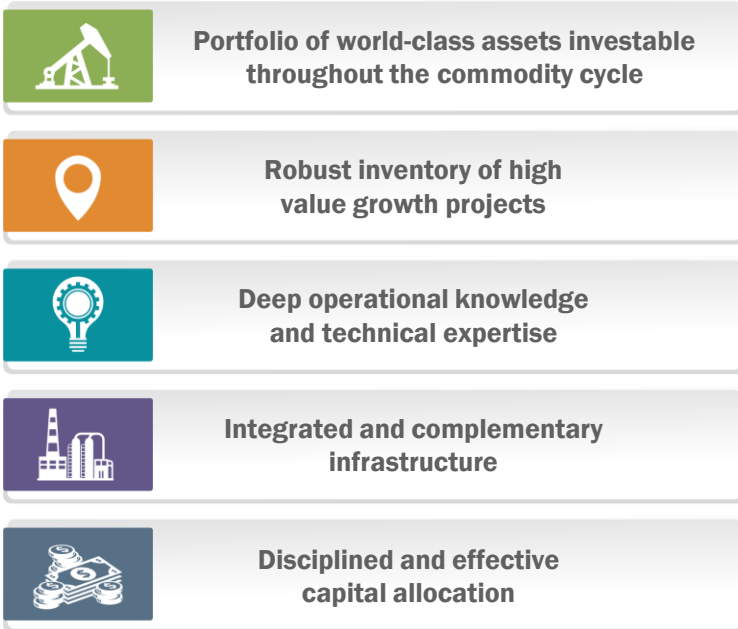 Portfolio of world-class assets investable
throughout the commodity cycle
Robust inventory of high
value growth projects
Deep operational knowledge
and technical expertise
Integrated and complementary
infrastructure
Disciplined and effective
capital allocation